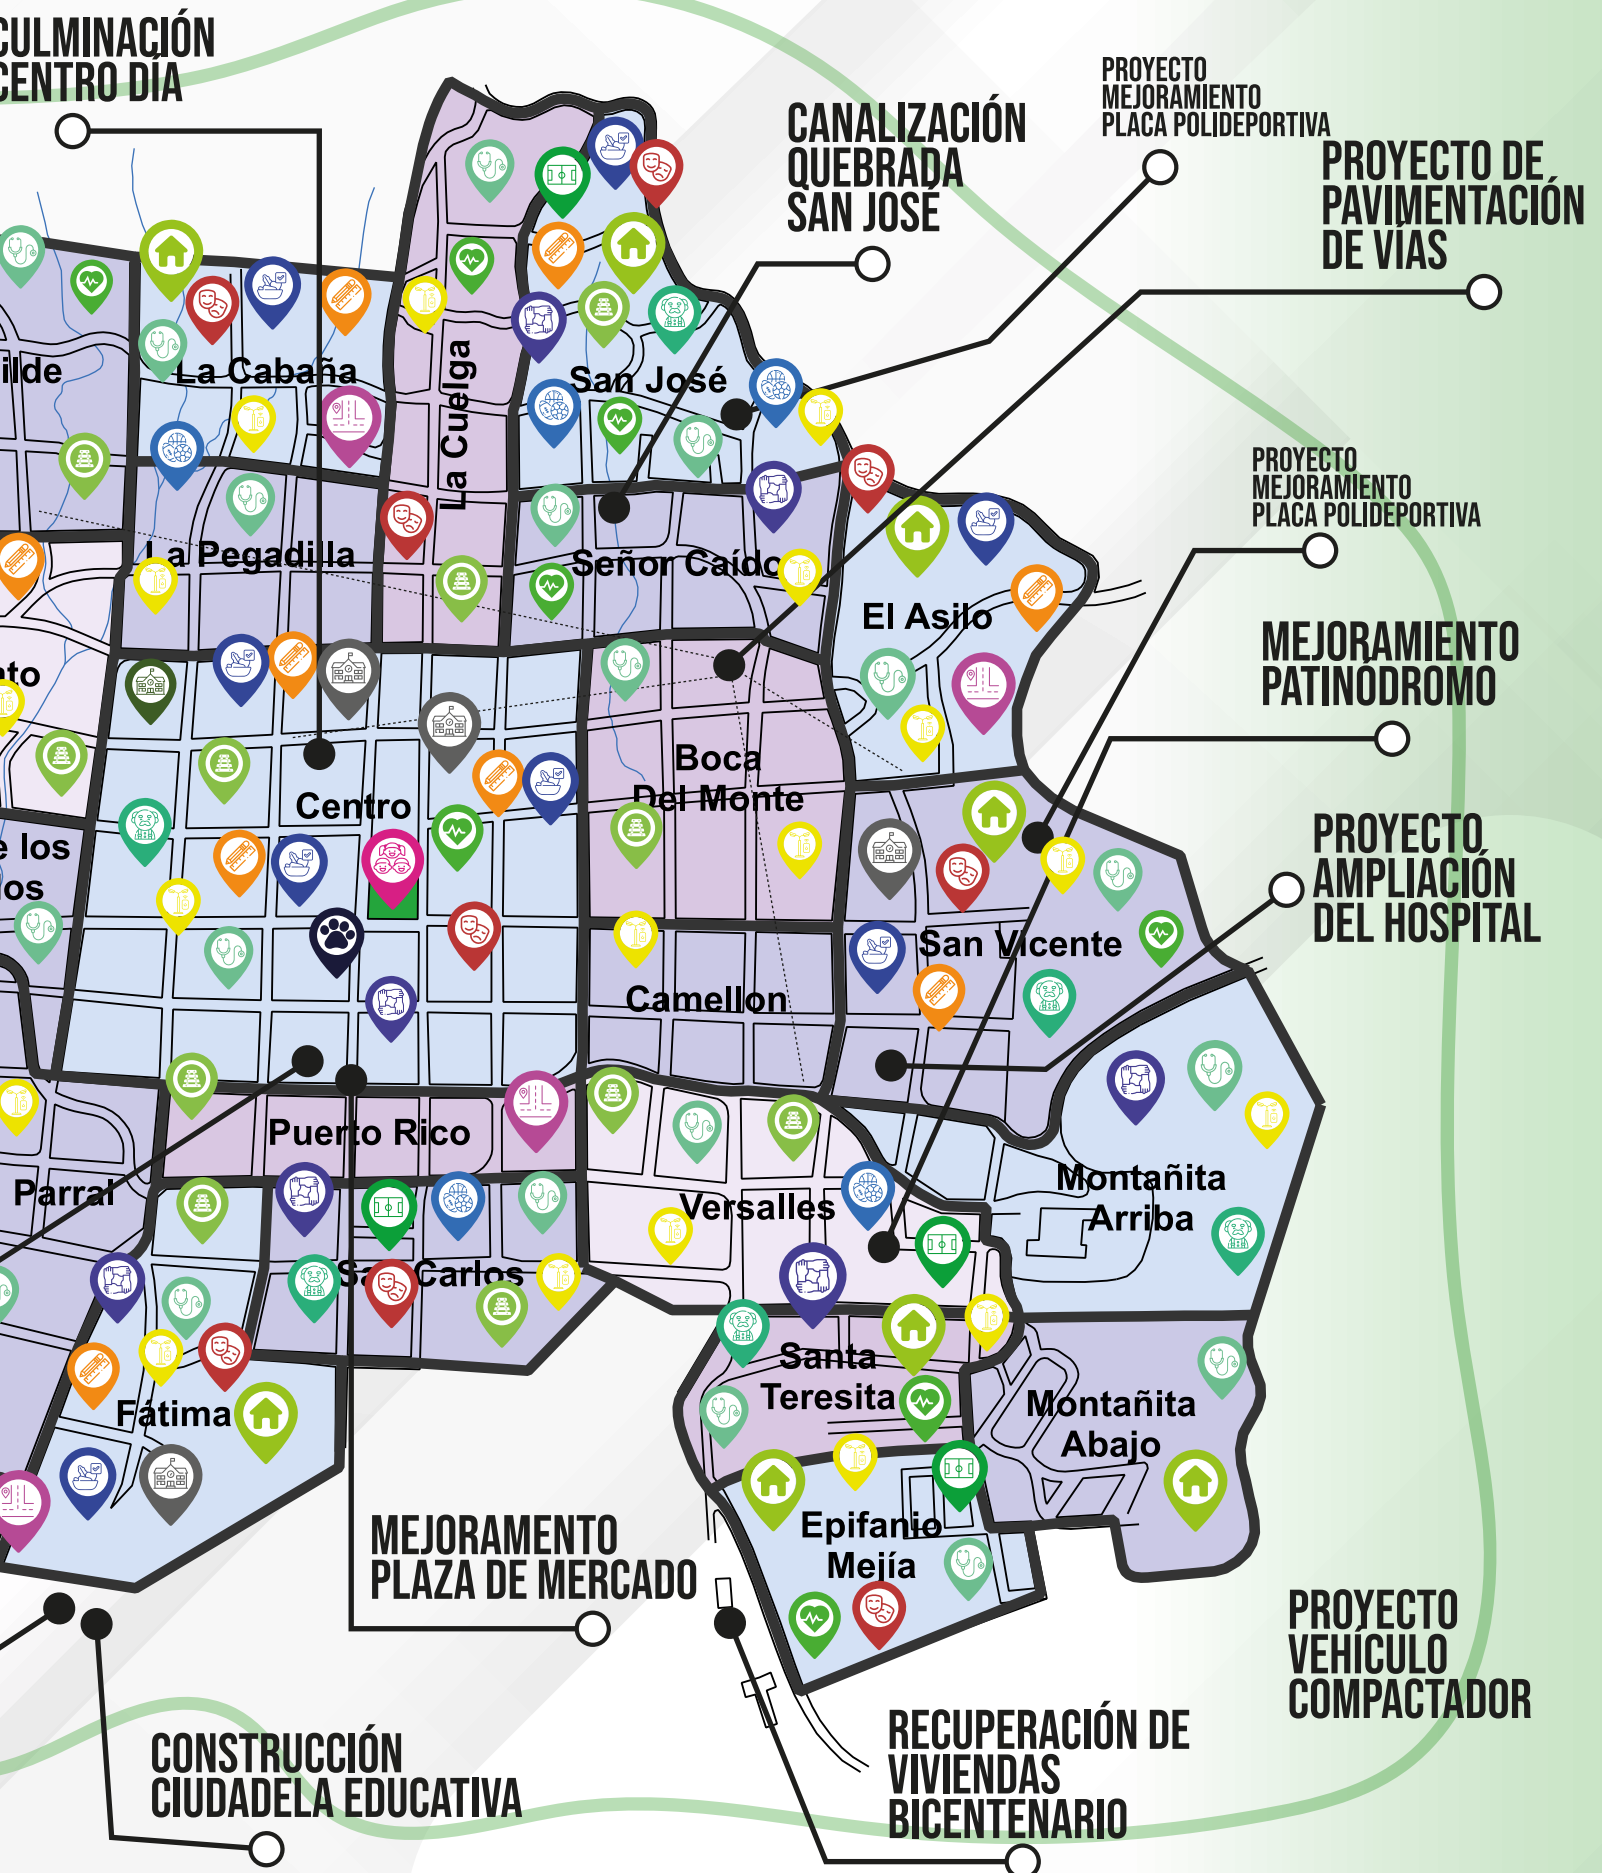 CULMINACIÓN
CENTRO DÍA
PROYECTO
MEJORAMIENTO
PLACA POLIDEPORTIVA
CANALIZACIÓN
QUEBRADA
SAN JOSÉ
PROYECTO DE
PAVIMENTACIÓN
DE VÍAS
La Cabaña
La Cuelga
San José
ilde
La Pegadilla
Señor Caído
El Asilo
PROYECTO
MEJORAMIENTO
PLACA POLIDEPORTIVA
MEJORAMIENTO
PATINÓDROMO
Centro
Boca
Del Monte
e los
os
San Vicente
Camellon
PROYECTO
AMPLIACIÓN
DEL HOSPITAL
Puerto Rico
Parral
Versalles
Montañita
Arriba
San Carlos
Santa
Teresita
Fátima
Montañita
Abajo
Epifanio
Mejía
MEJORAMENTO
PLAZA DE MERCADO
PROYECTO
VEHÍCULO
COMPACTADOR
CONSTRUCCIÓN
CIUDADELA EDUCATIVA
RECUPERACIÓN DE
VIVIENDAS
BICENTENARIO